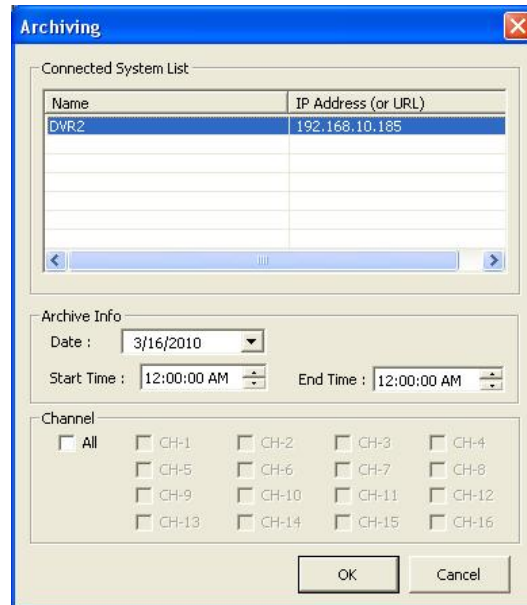 Archiving
Connected System List
Name IP Address (or URL)
DVR2 192.168.10.185
Archive Info
Date : 3/16/2010
Start Time : 12:00:00 AM End Time : 12:00:00 AM
Channel
All CH-1 CH-2 CH-3 CH-4
CH-5 CH-6 CH-7 CH-8
CH-9 CH-10 CH-11 CH-12
CH-13 CH-14 CH-15 CH-16
OK Cancel